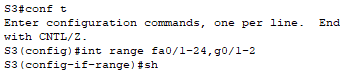 S3#conf t
Enter configuration commands, one per line.  End
with CNTL/Z.
S3(config)#int range fa0/1-24,g0/1-2
S3(config-if-range)#sh